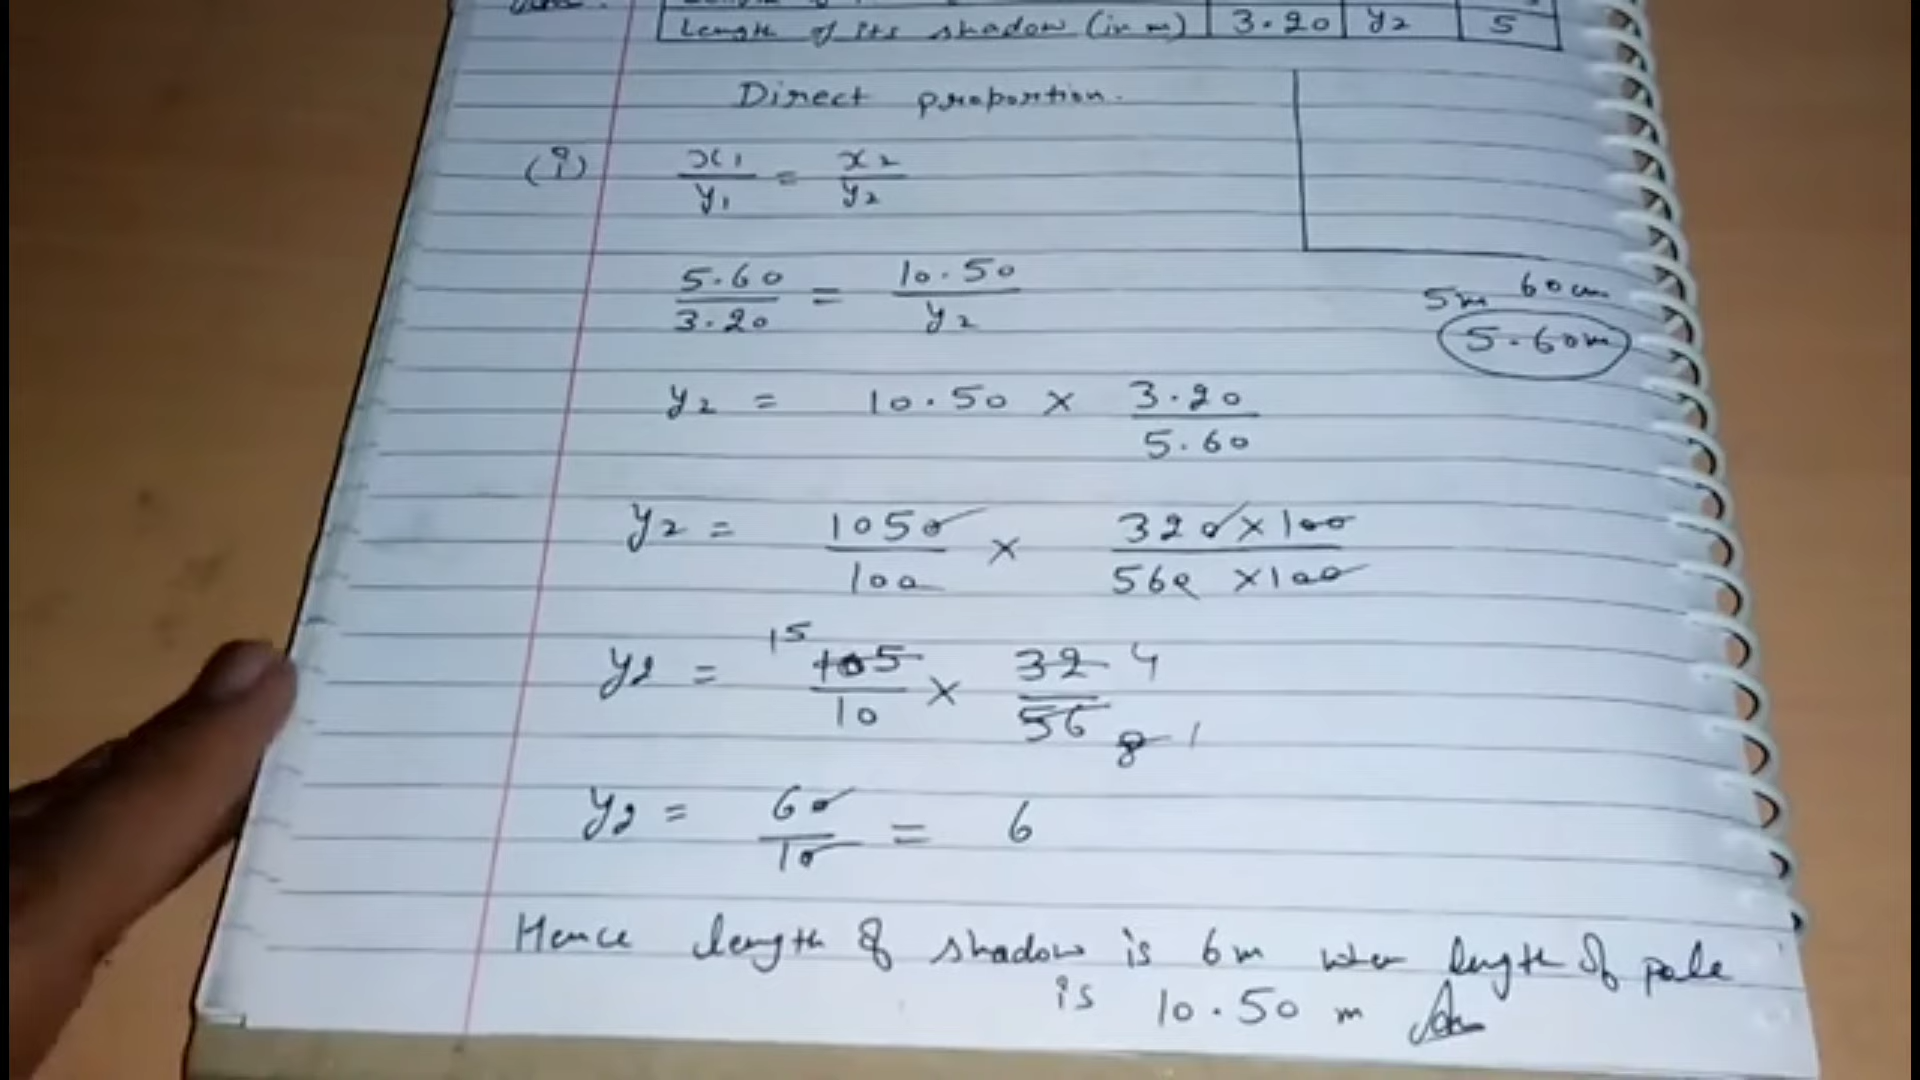 Length of its shadow (in m) 3.20 y2 5
Direct proportion.
(i) x1/y1 = x2/y2
5.60/3.20 = 10.50/y2
5m 60cm
5.60m
y2 = 10.50 × 3.20/5.60
y2 = 1050/100 × 320×100/560×100
y2 = 15 105/10 × 32 4/56 8 1
y2 = 60/10 = 6
Hence length of shadow is 6m when length of pole
is 10.50 m